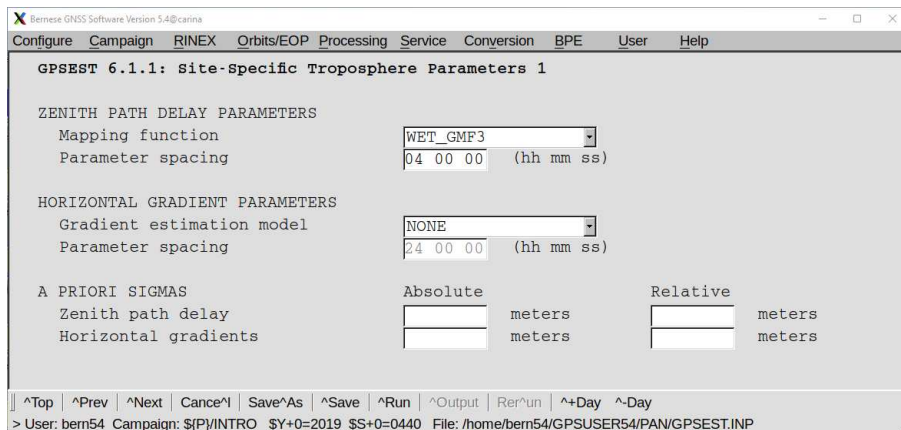 Bernese GNSS Software Version 5.4@carina
Configure Campaign RINEX Orbits/EOP Processing Service Conversion BPE User Help
GPSEST 6.1.1: Site-Specific Troposphere Parameters 1
ZENITH PATH DELAY PARAMETERS
Mapping function WET_GMF3
Parameter spacing 04 00 00 (hh mm ss)
HORIZONTAL GRADIENT PARAMETERS
Gradient estimation model NONE
Parameter spacing 24 00 00 (hh mm ss)
A PRIORI SIGMAS Absolute Relative
Zenith path delay meters meters
Horizontal gradients meters meters
^Top | ^Prev | ^Next | Cance^l | Save^As | ^Save | ^Run | ^Output | Rer^un | ^+Day ^-Day
> User: bern54 Campaign: ${P}/INTRO $Y+0=2019 $S+0=0440 File: /home/bern54/GPSUSER54/PAN/GPSEST.INP